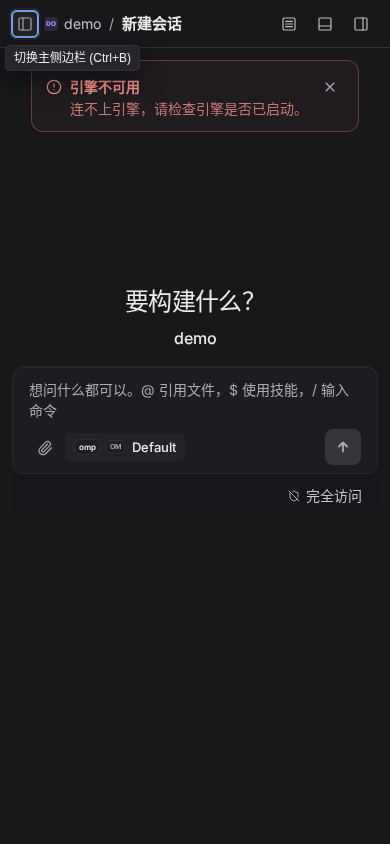 DO demo / 新建会话
切换主侧边栏 (Ctrl+B)
引擎不可用
连不上引擎，请检查引擎是否已启动。
要构建什么？
demo
想问什么都可以。@ 引用文件，$ 使用技能，/ 输入
命令
omp OM Default
完全访问